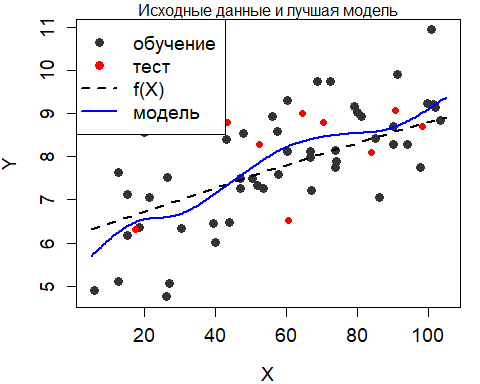 Исходные данные и лучшая модель
обучение
тест
f(X)
модель
11
10
9
8
7
6
5
Y
20 40 60 80 100
X